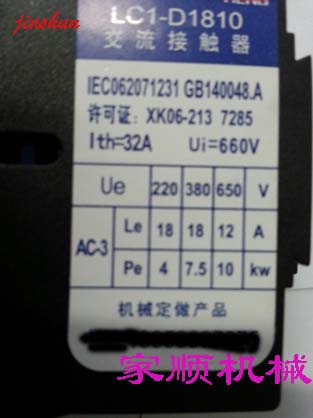 jinshun
LC1-D1810
交流接触器
IEC062071231 GB140048.A
许可证：XK06-213 7285
Ith=32A Ui=660V
Ue 220 380 650 V
AC-3 Le 18 18 12 A
Pe 4 7.5 10 kw
机械定做产品
家顺机械